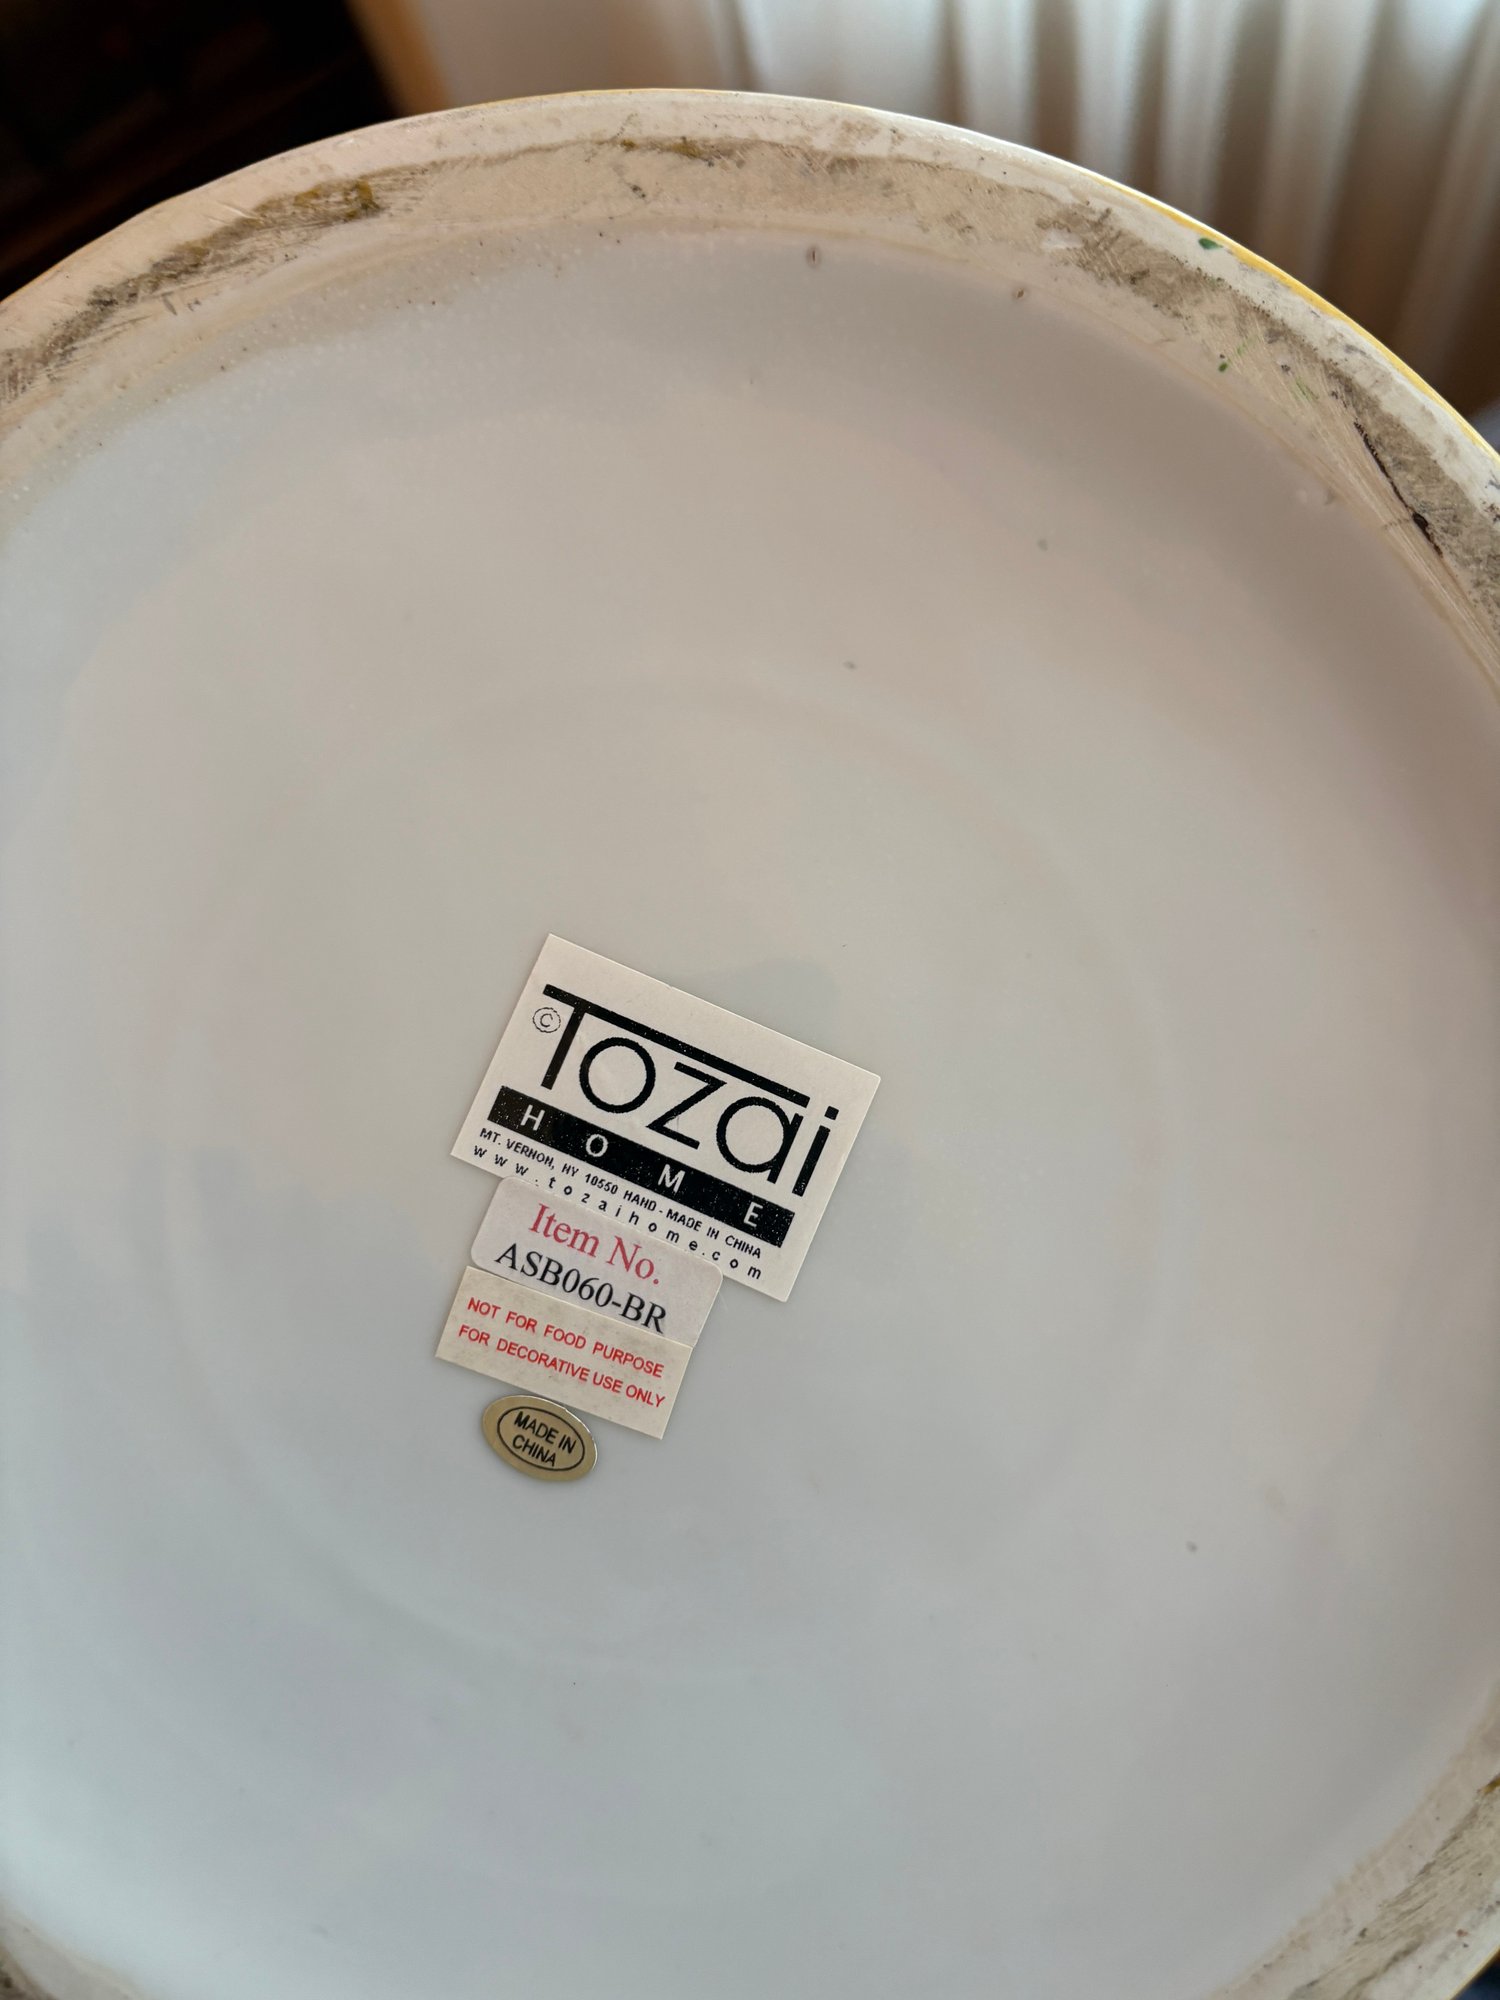 © Tozai
HOME
MT. VERNON, NY 10550 HAND - MADE IN CHINA
www.tozaihome.com
Item No.
ASB060-BR
NOT FOR FOOD PURPOSE
FOR DECORATIVE USE ONLY
MADE IN
CHINA